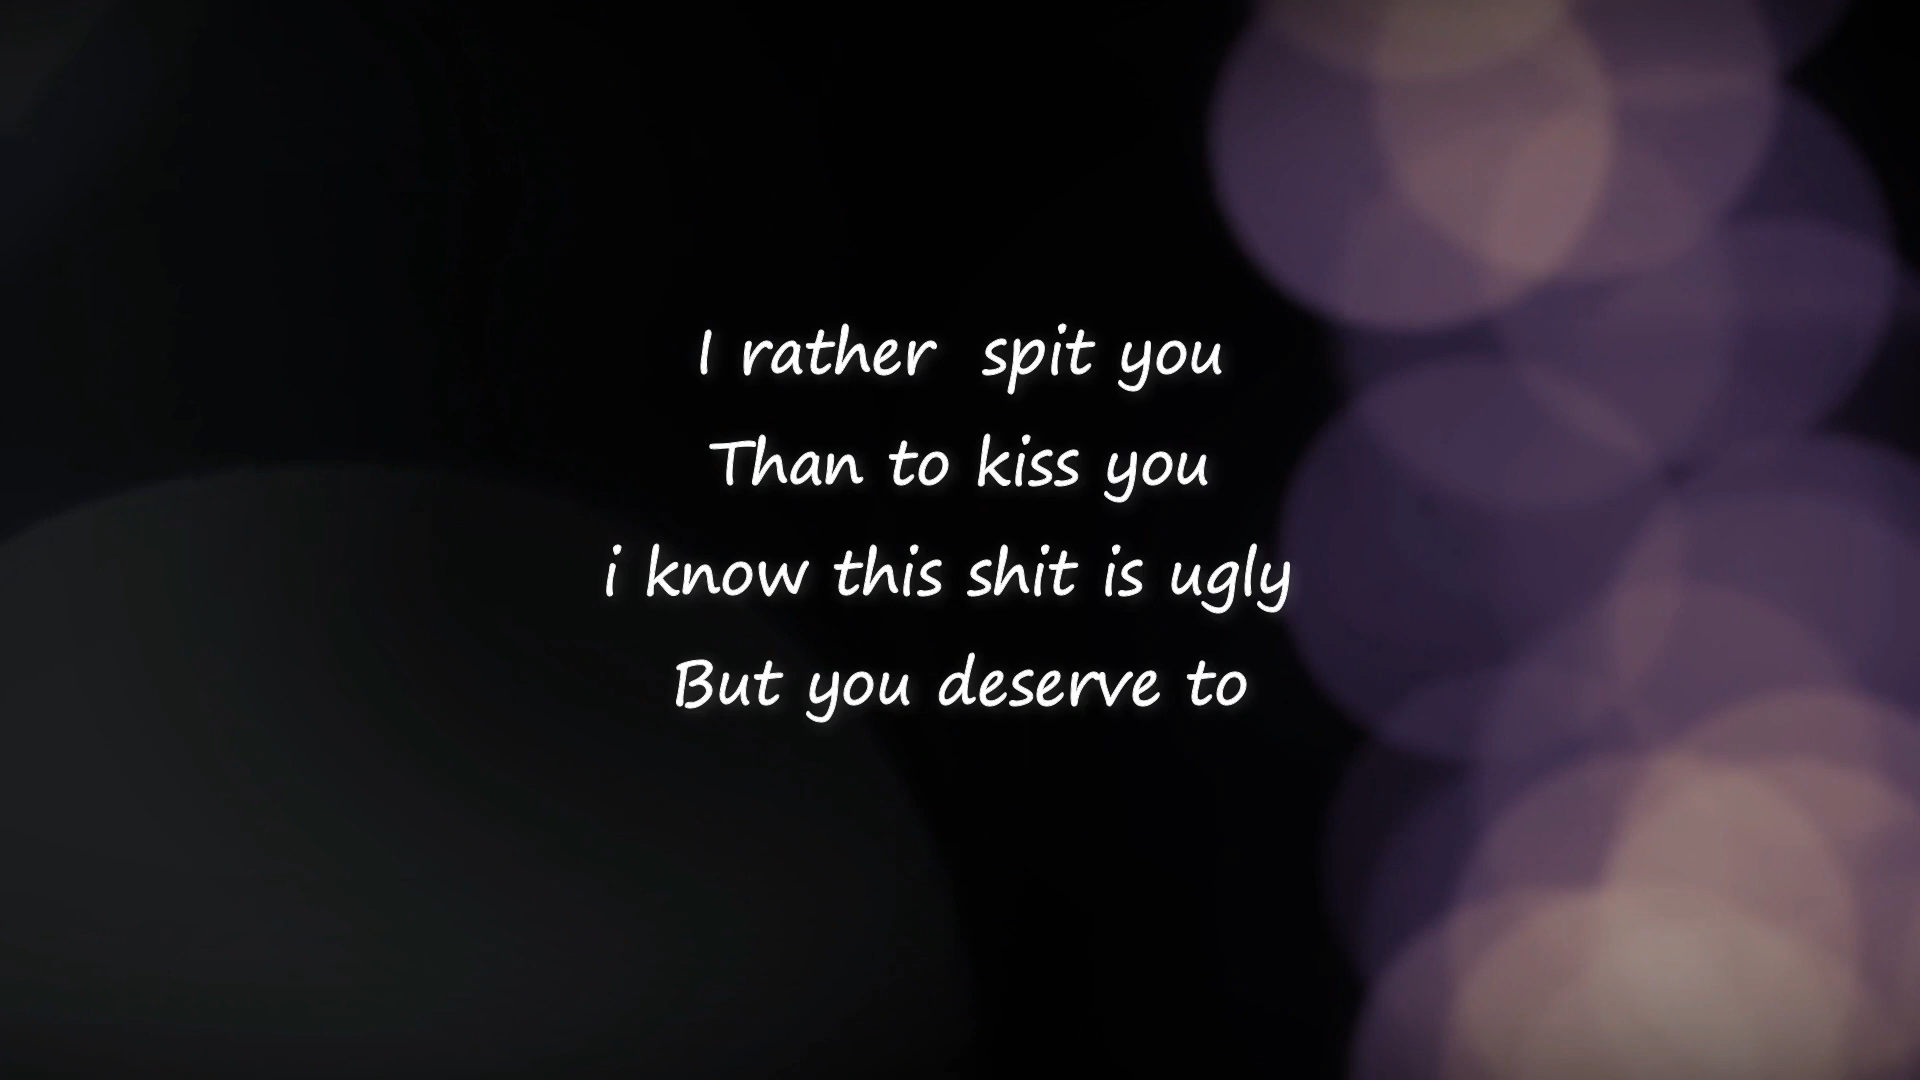 I rather  spit you
Than to kiss you
i know this shit is ugly
But you deserve to